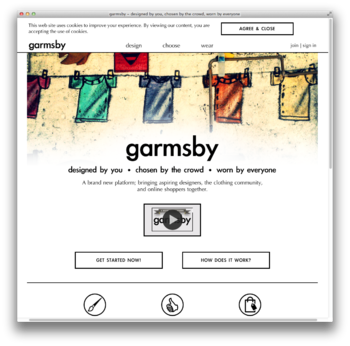 garmsby – designed by you, chosen by the crowd, worn by everyone
This web-site uses cookies to improve your experience. By viewing our content, you are
accepting the use of cookies.
AGREE & CLOSE
garmsby
design
choose
wear
join | sign in
garmsby
designed by you • chosen by the crowd • worn by everyone
A brand new platform; bringing aspiring designers, the clothing community,
and online shoppers together.
garmsby
GET STARTED NOW!
HOW DOES IT WORK?